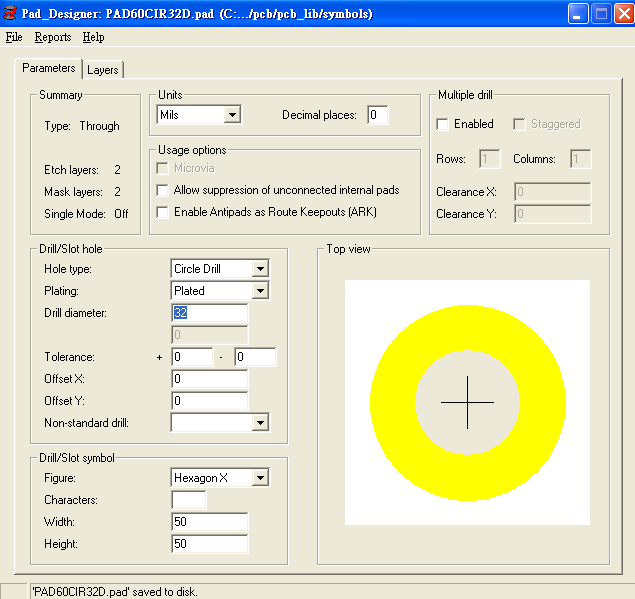 Pad_Designer: PAD60CIR32D.pad (C:.../pcb/pcb_lib/symbols)
File Reports Help
Parameters Layers
Summary
Type: Through
Etch layers: 2
Mask layers: 2
Single Mode: Off
Units
Mils
Decimal places: 0
Usage options
Microvia
Allow suppression of unconnected internal pads
Enable Antipads as Route Keepouts (ARK)
Multiple drill
Enabled Staggered
Rows: 1 Columns: 1
Clearance X: 0
Clearance Y: 0
Drill/Slot hole
Hole type: Circle Drill
Plating: Plated
Drill diameter: 32
0
Tolerance: + 0 - 0
Offset X: 0
Offset Y: 0
Non-standard drill:
Drill/Slot symbol
Figure: Hexagon X
Characters:
Width: 50
Height: 50
Top view
'PAD60CIR32D.pad' saved to disk.